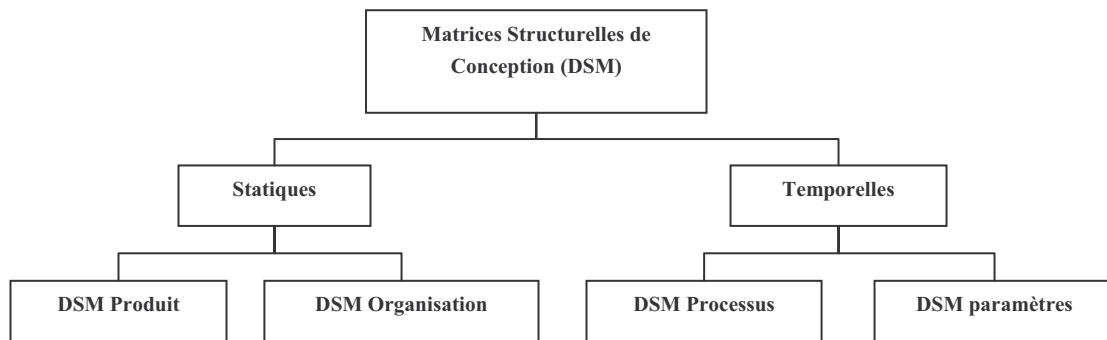 Matrices Structurelles de
Conception (DSM)
Statiques
Temporelles
DSM Produit
DSM Organisation
DSM Processus
DSM paramètres